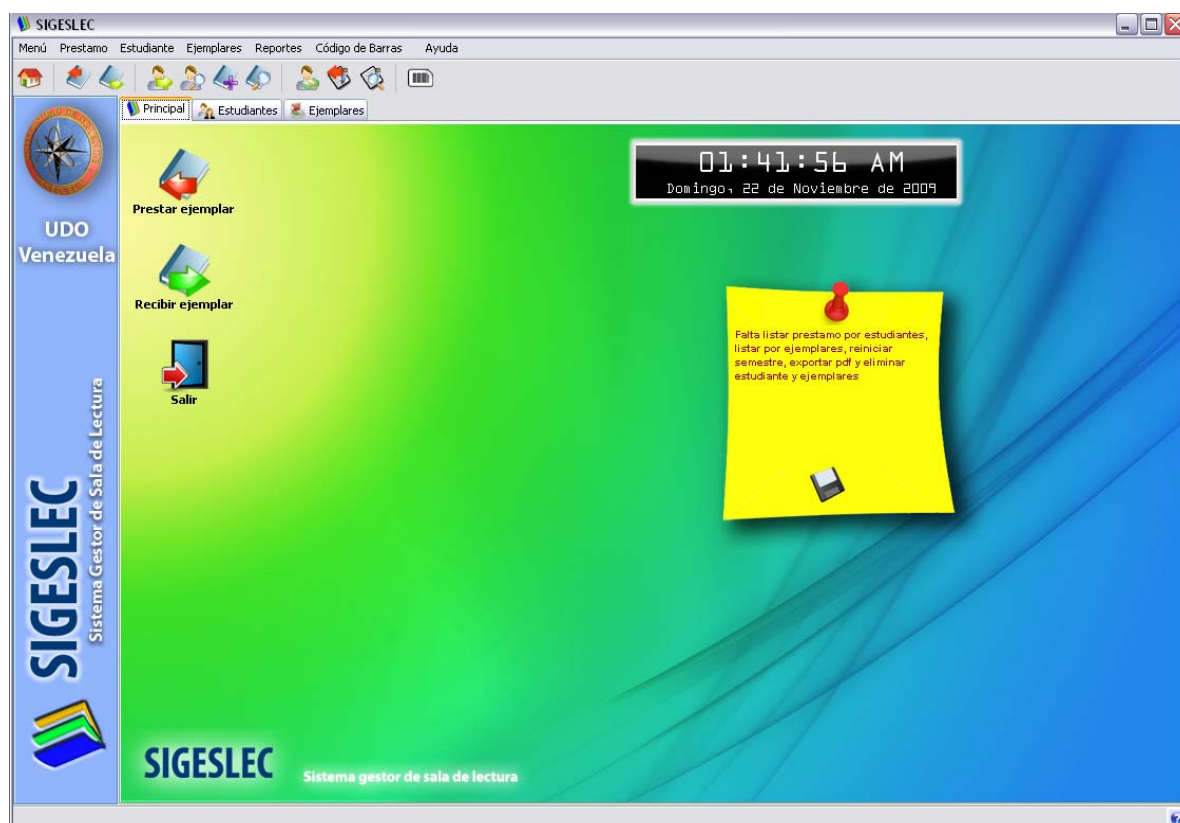 SIGESLEC
Menú Prestamo Estudiante Ejemplares Reportes Código de Barras Ayuda
Principal Estudiantes Ejemplares
UDO
Venezuela
SIGESLEC
Sistema Gestor de Sala de Lectura
Prestar ejemplar
Recibir ejemplar
Salir
01:41:56 AM
Domingo, 22 de Noviembre de 2009
Falta listar prestamo por estudiantes,
listar por ejemplares, reiniciar
semestre, exportar pdf y eliminar
estudiante y ejemplares
SIGESLEC
Sistema gestor de sala de lectura